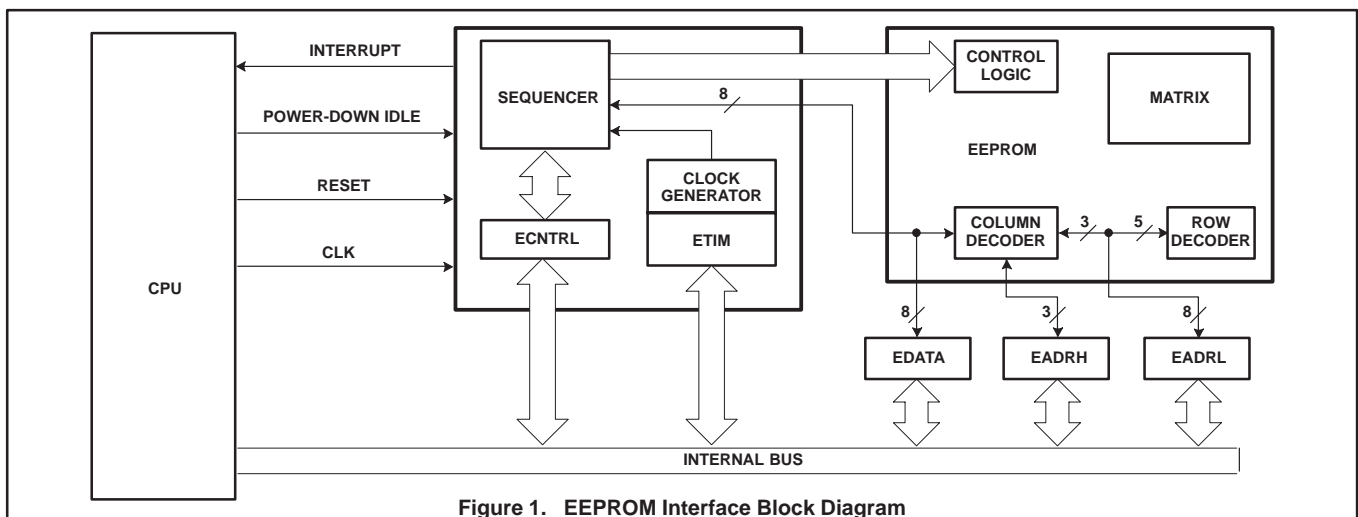 INTERRUPT
POWER-DOWN IDLE
RESET
CLK
CPU
SEQUENCER
8
CLOCK
GENERATOR
ECNTRL
ETIM
CONTROL
LOGIC
MATRIX
EEPROM
COLUMN
DECODER
3
5
ROW
DECODER
8
3
8
EDATA
EADRH
EADRL
INTERNAL BUS
Figure 1. EEPROM Interface Block Diagram